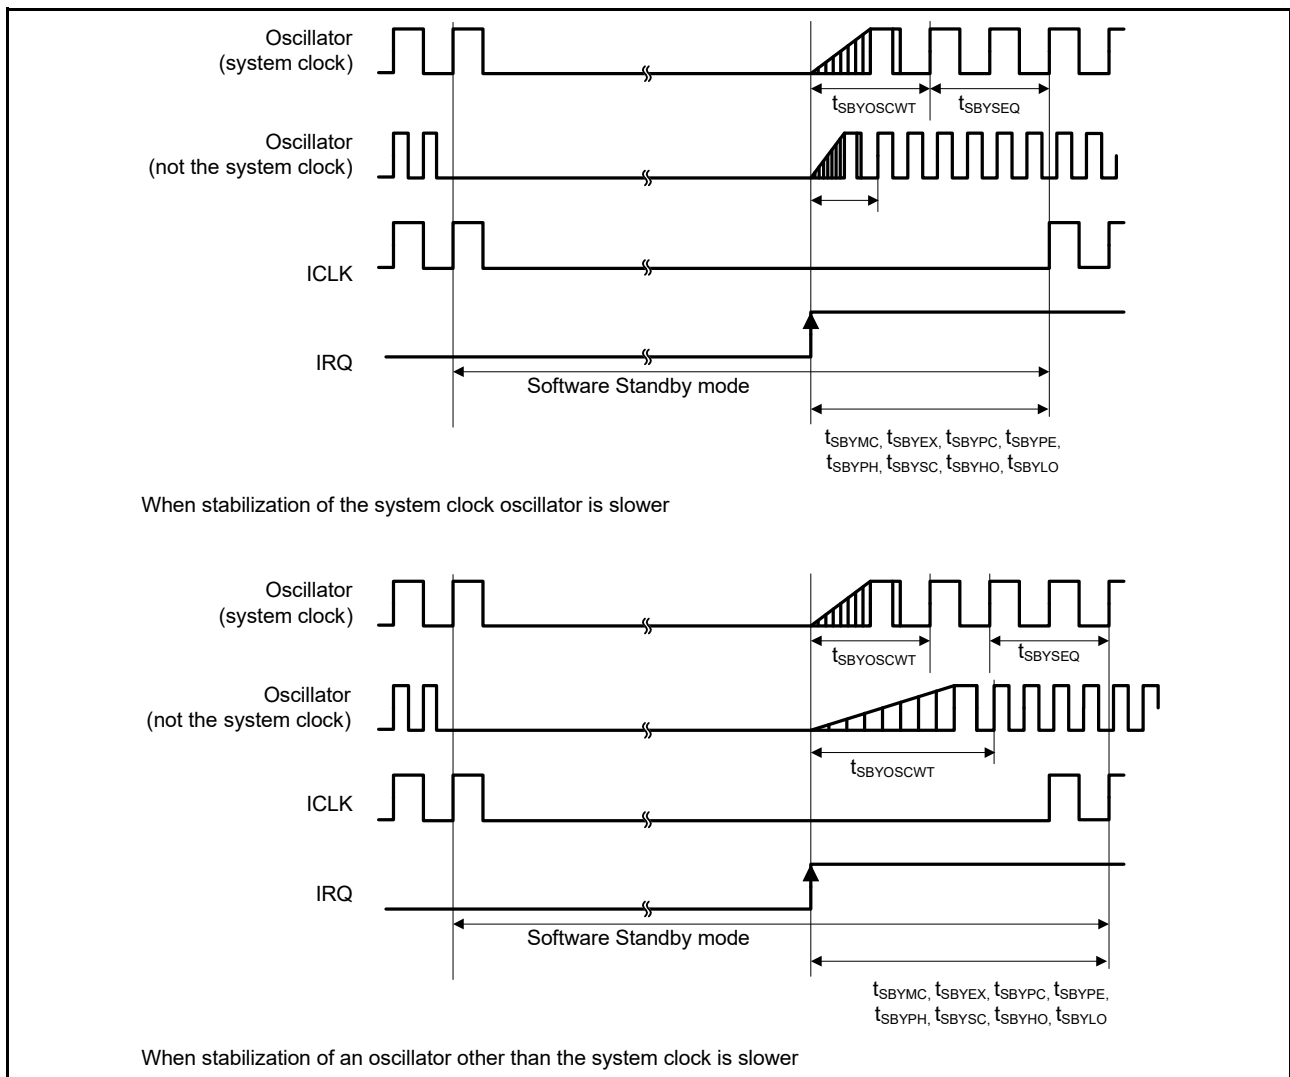 Oscillator
(system clock)
tSBYOSCWT
tSBYSEQ
Oscillator
(not the system clock)
ICLK
IRQ
Software Standby mode
tSBYMC, tSBYEX, tSBYPC, tSBYPE,
tSBYPH, tSBYSC, tSBYHO, tSBYLO
When stabilization of the system clock oscillator is slower
Oscillator
(system clock)
tSBYOSCWT
tSBYSEQ
Oscillator
(not the system clock)
tSBYOSCWT
ICLK
IRQ
Software Standby mode
tSBYMC, tSBYEX, tSBYPC, tSBYPE,
tSBYPH, tSBYSC, tSBYHO, tSBYLO
When stabilization of an oscillator other than the system clock is slower